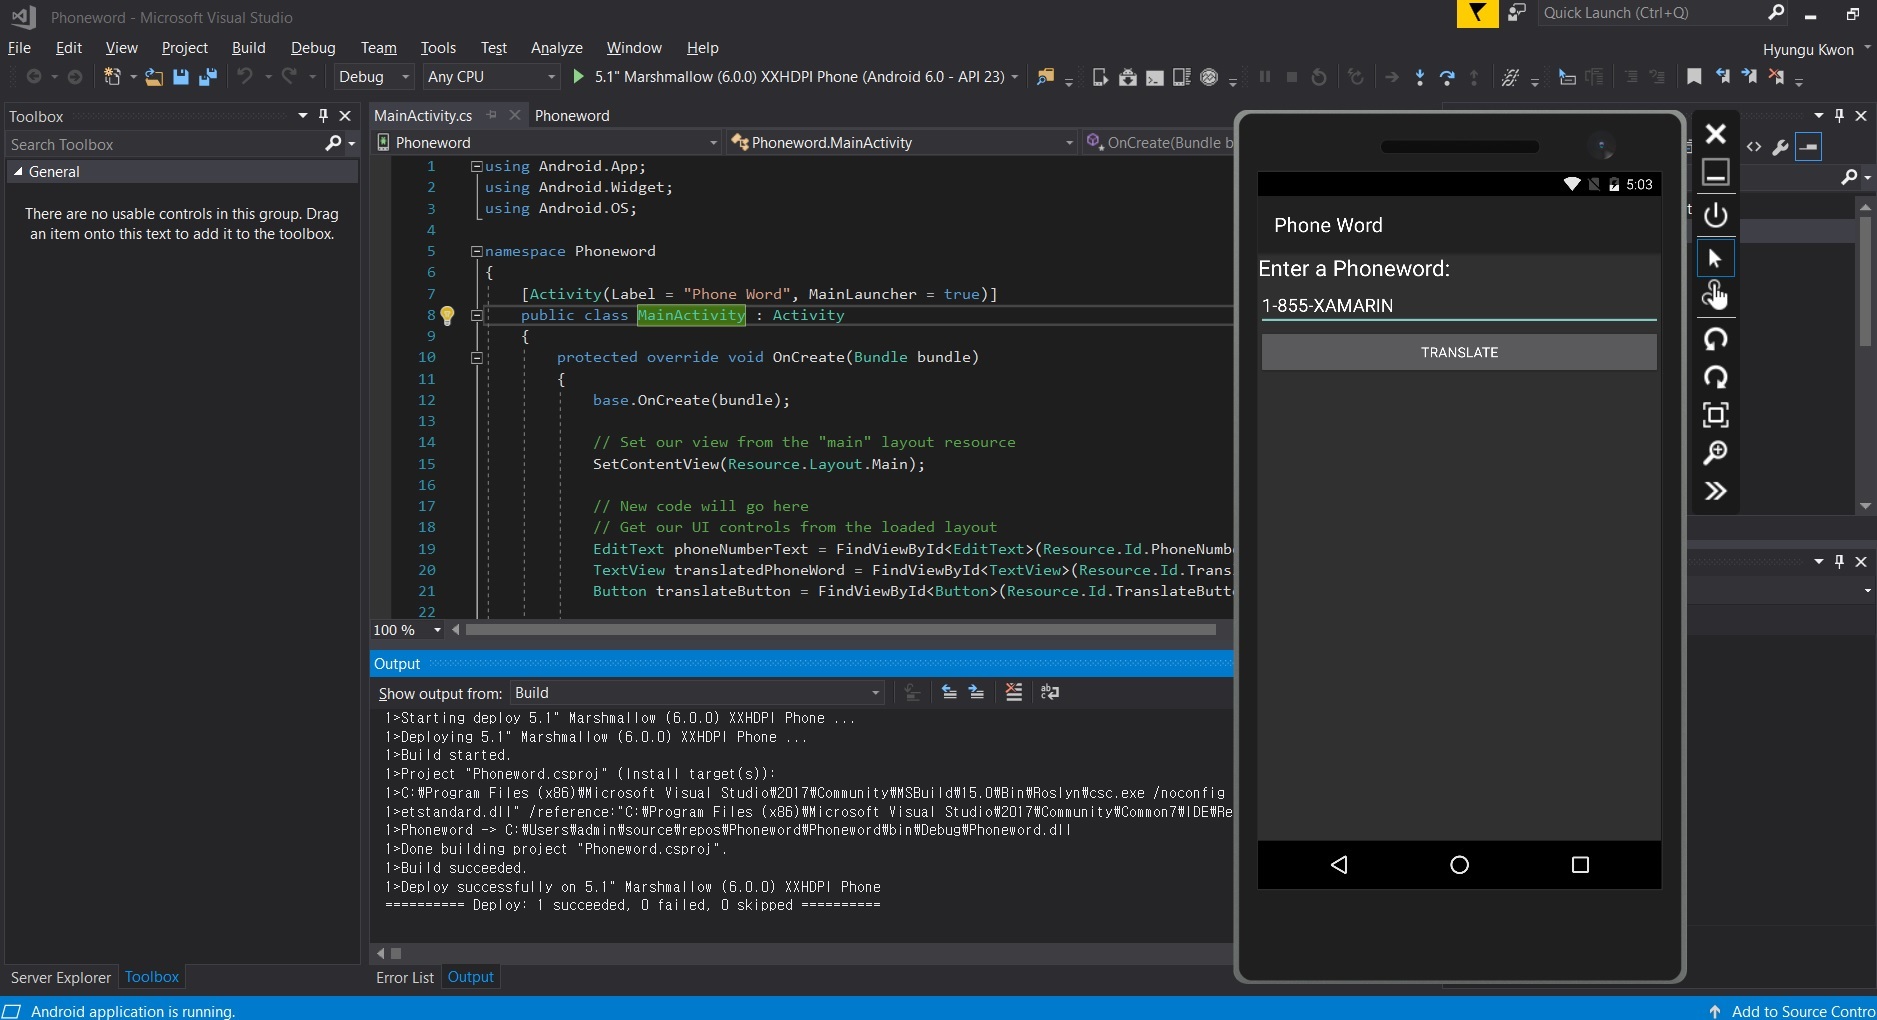 Phoneword - Microsoft Visual Studio
Quick Launch (Ctrl+Q)
File Edit View Project Build Debug Team Tools Test Analyze Window Help
Hyungu Kwon
Debug Any CPU 5.1" Marshmallow (6.0.0) XXHDPI Phone (Android 6.0 - API 23)
Toolbox
Search Toolbox
General
There are no usable controls in this group. Drag
an item onto this text to add it to the toolbox.
MainActivity.cs Phoneword
Phoneword Phoneword.MainActivity OnCreate(Bundle b
1 using Android.App;
2 using Android.Widget;
3 using Android.OS;
4
5 namespace Phoneword
6 {
7 [Activity(Label = "Phone Word", MainLauncher = true)]
8 public class MainActivity : Activity
9 {
10 protected override void OnCreate(Bundle bundle)
11 {
12 base.OnCreate(bundle);
13
14 // Set our view from the "main" layout resource
15 SetContentView(Resource.Layout.Main);
16
17 // New code will go here
18 // Get our UI controls from the loaded layout
19 EditText phoneNumberText = FindViewById<EditText>(Resource.Id.PhoneNumb
20 TextView translatedPhoneWord = FindViewById<TextView>(Resource.Id.Trans
21 Button translateButton = FindViewById<Button>(Resource.Id.TranslateButt
22
100 %
Output
Show output from: Build
1>Starting deploy 5.1" Marshmallow (6.0.0) XXHDPI Phone ...
1>Deploying 5.1" Marshmallow (6.0.0) XXHDPI Phone ...
1>Build started.
1>Project "Phoneword.csproj" (Install target(s)):
1>C:₩Program Files (x86)₩Microsoft Visual Studio₩2017₩Community₩MSBuild₩15.0₩Bin₩Roslyn₩csc.exe /noconfig
1>etstandard.dll" /reference:"C:₩Program Files (x86)₩Microsoft Visual Studio₩2017₩Community₩Common7₩IDE₩Re
1>Phoneword -> C:₩Users₩admin₩source₩repos₩Phoneword₩Phoneword₩bin₩Debug₩Phoneword.dll
1>Done building project "Phoneword.csproj".
1>Build succeeded.
1>Deploy successfully on 5.1" Marshmallow (6.0.0) XXHDPI Phone
========== Deploy: 1 succeeded, 0 failed, 0 skipped ==========
Server Explorer Toolbox
Error List Output
Android application is running.
Add to Source Contro
5:03
Phone Word
Enter a Phoneword:
1-855-XAMARIN
TRANSLATE